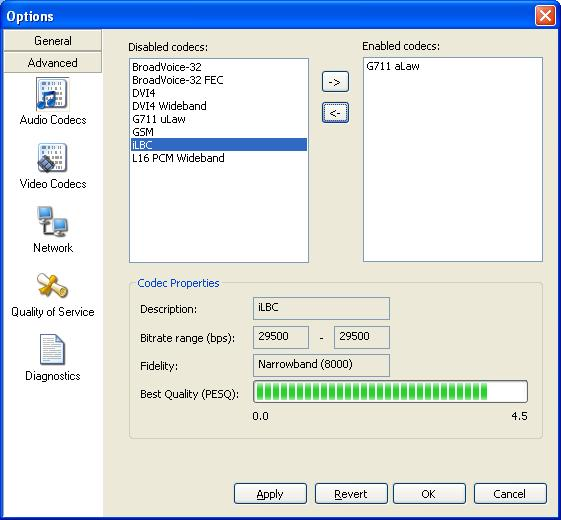 Options
General
Advanced
Audio Codecs
Video Codecs
Network
Quality of Service
Diagnostics
Disabled codecs:
BroadVoice-32
BroadVoice-32 FEC
DVI4
DVI4 Wideband
G711 uLaw
GSM
iLBC
L16 PCM Wideband
->
<-
Enabled codecs:
G711 aLaw
Codec Properties
Description: iLBC
Bitrate range (bps): 29500 - 29500
Fidelity: Narrowband (8000)
Best Quality (PESQ):
0.0 4.5
Apply Revert OK Cancel